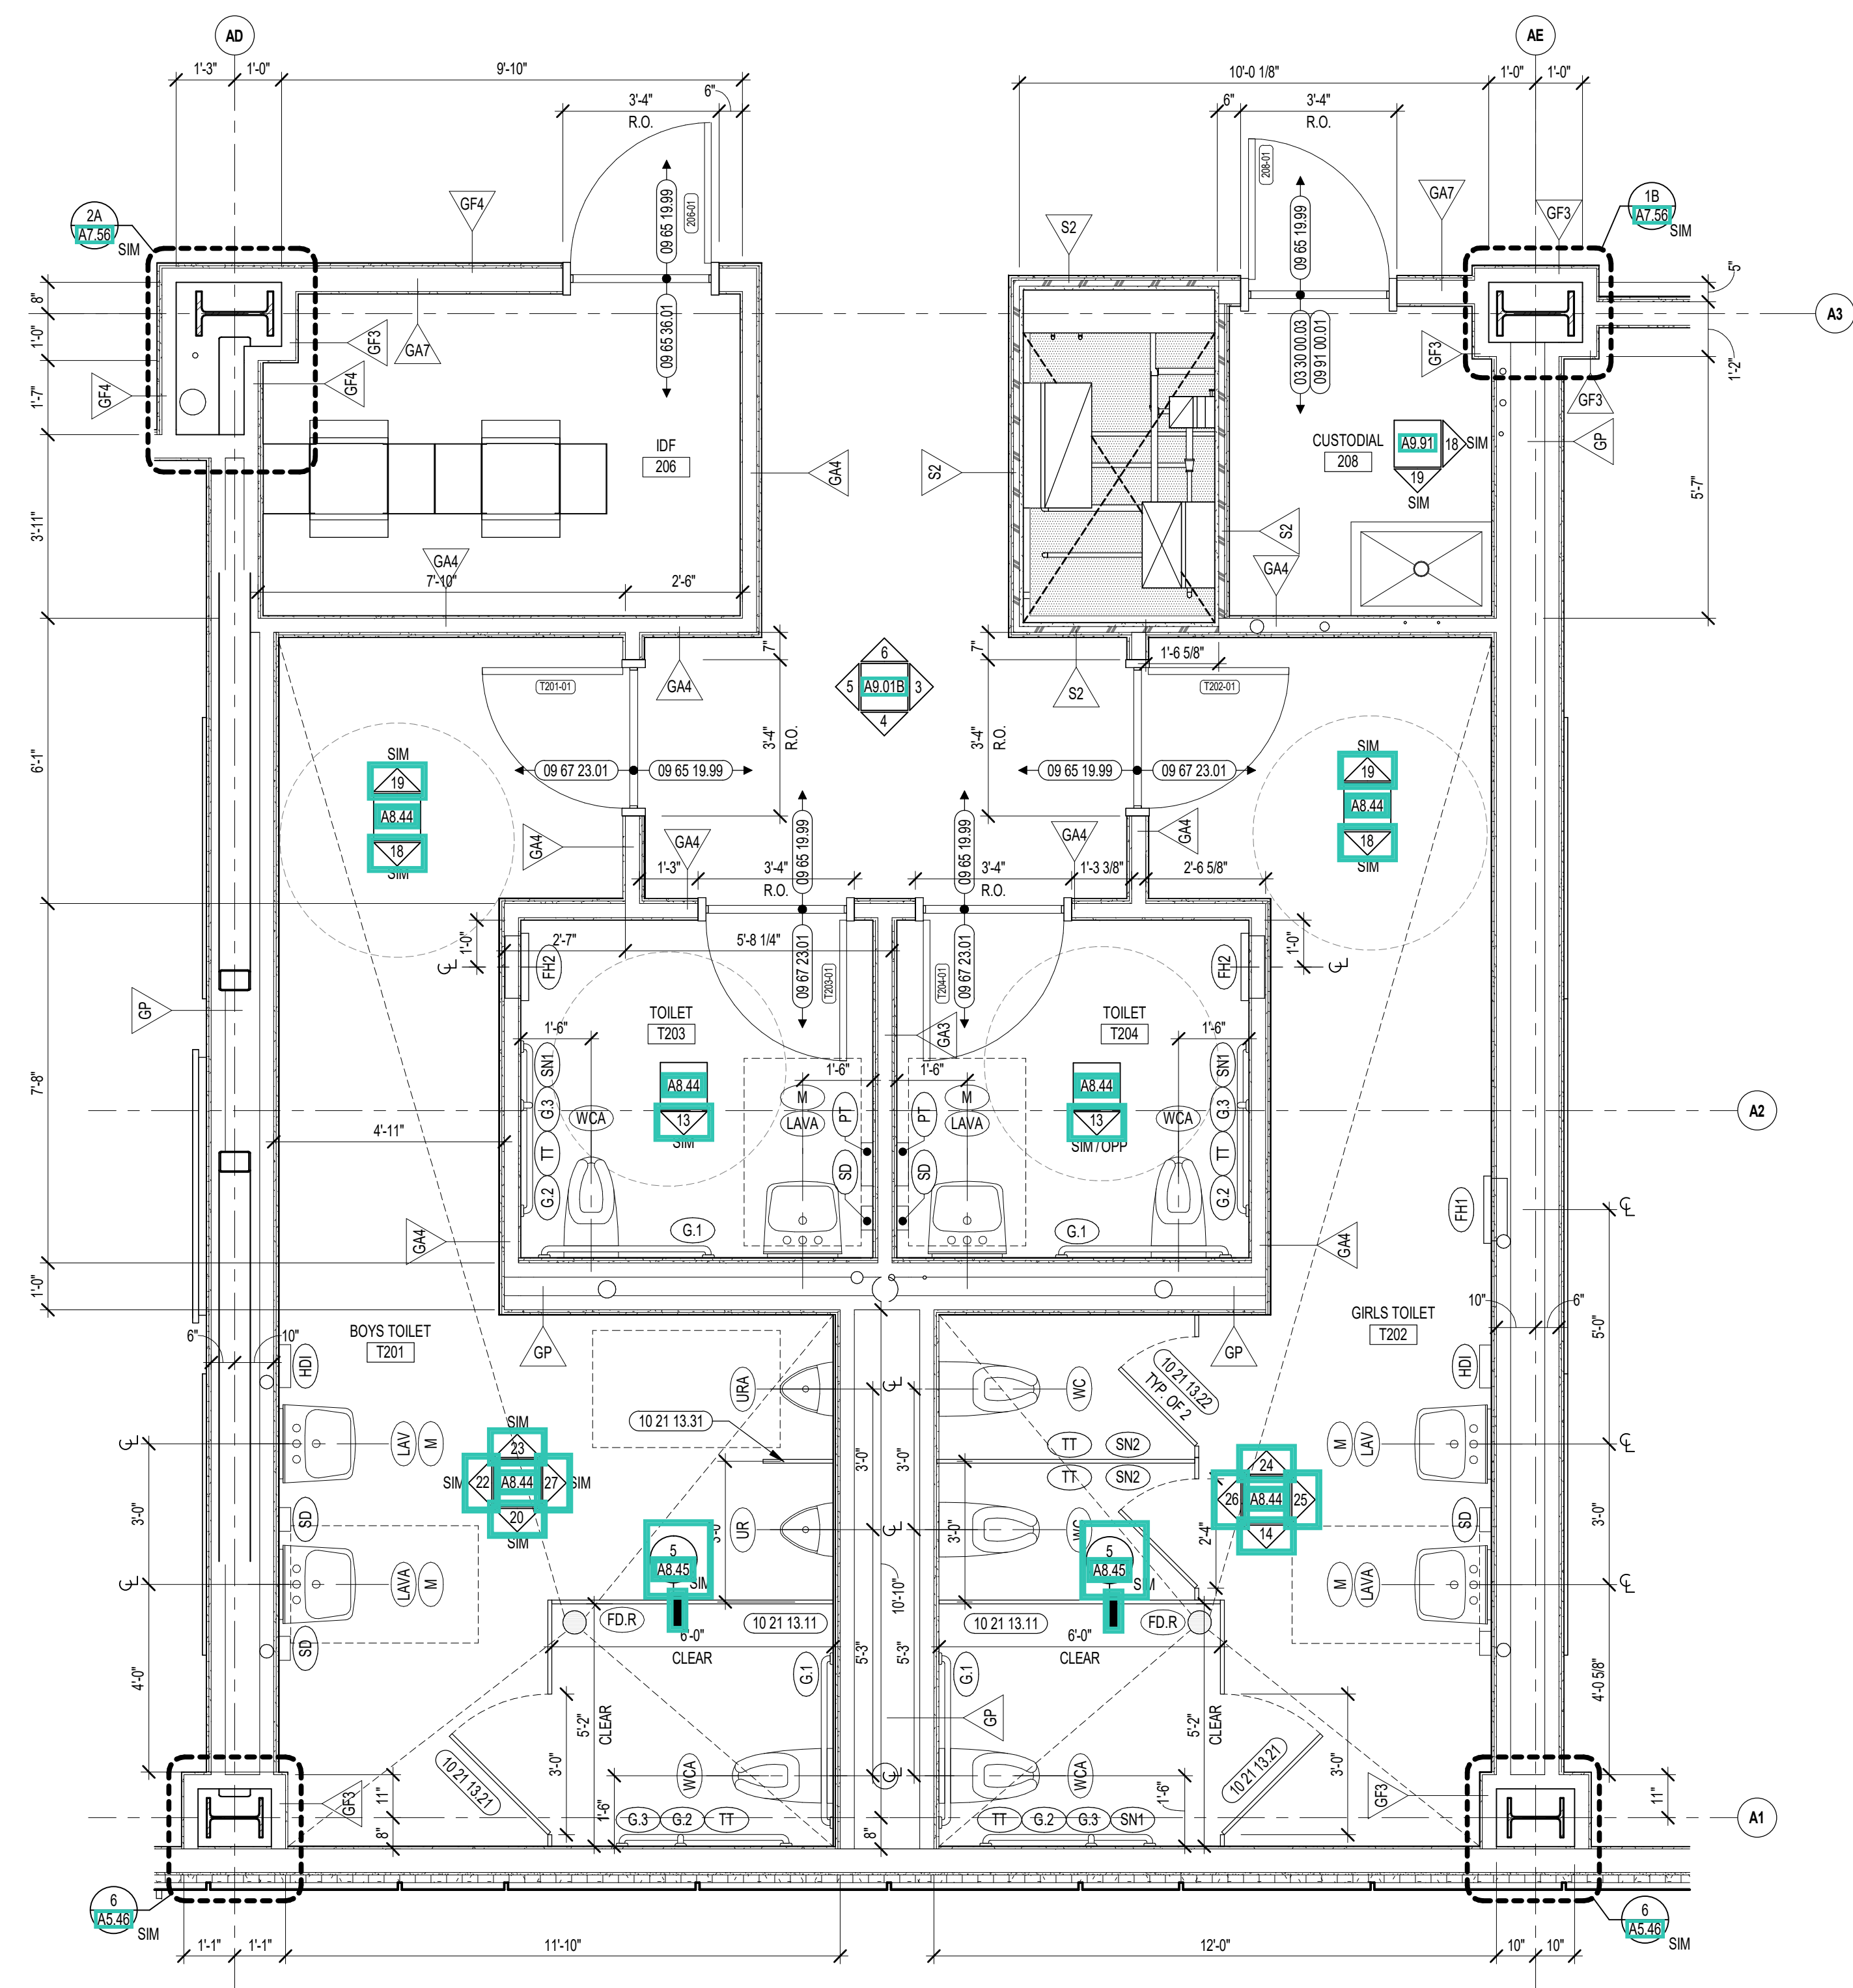 AD
AE
1'-3"
1'-0"
9'-10"
10'-0 1/8"
1'-0"
1'-0"
3'-4"
R.O.
6"
6"
3'-4"
R.O.
206-01
208-01
09 65 19.99
09 65 19.99
2A
A7.56
SIM
GF4
S2
GA7
GF3
1B
A7.56
SIM
5"
8"
1'-0"
1'-7"
A3
GF3
GA7
09 65 36.01
03 330 00.03
09 91 00.01
GF3
1'-2"
GF4
GF4
GF3
IDF
206
CUSTODIAL
208
A9.91
18
SIM
19
SIM
GP
GA4
S2
5'-7"
3'-11"
S2
GA4
GA4
7'-10"
2'-6"
7"
7"
1'-6 5/8"
T201-01
GA4
6
5
A9.01B
3
4
S2
T202-01
3'-4"
R.O.
3'-4"
R.O.
6'-1"
SIM
19
A8.44
18
SIM
09 67 23.01
09 65 19.99
09 65 19.99
09 67 23.01
SIM
19
A8.44
18
SIM
GA4
GA4
09 65 19.99
09 65 19.99
GA4
GA4
1'-3"
3'-4"
R.O.
3'-4"
R.O.
1'-3 3/8"
2'-6 5/8"
1'-0"
2'-7"
5'-8 1/4"
1'-0"
FH2
09 67 23.01
T203-01
T204-01
09 67 23.01
FH2
GP
TOILET
T203
TOILET
T204
GA3
1'-6"
1'-6"
SN1
G.3
TT
G.2
WCA
A8.44
13
SIM
1'-6"
M
LAVA
PT
SD
1'-6"
M
LAVA
PT
SD
A8.44
13
SIM / OPP
WCA
SN1
G.3
TT
G.2
7'-8"
A2
4'-11"
GA4
G.1
G.1
GA4
FH1
1'-0"
6"
10"
BOYS TOILET
T201
GP
GP
GIRLS TOILET
T202
10"
6"
5'-0"
HDI
URA
WC
10 21 13.22
TYP. OF 2
HDI
10 21 13.31
LAV
M
SIM
23
SIM
22
A8.44
27
SIM
20
SIM
3'-0"
3'-0"
TT
SN2
TT
SN2
24
26
A8.44
25
14
M
LAV
3'-0"
SD
UR
3'-0"
3'-0"
WC
2'-4"
SD
3'-0"
LAVA
M
5
A8.45
SIM
5
A8.45
SIM
M
LAVA
10'-10"
SD
FD.R
10 21 13.11
10 21 13.11
FD.R
6'-0"
CLEAR
6'-0"
CLEAR
4'-0"
G.1
5'-3"
5'-3"
G.1
4'-0 5/8"
5'-2"
CLEAR
GP
5'-2"
CLEAR
3'-0"
3'-0"
10 21 13.21
WCA
WCA
10 21 13.21
GF3
11"
8"
1'-6"
G.3
G.2
TT
8"
TT
G.2
G.3
SN1
1'-6"
GF3
11"
A1
6
A5.46
SIM
6
A5.46
SIM
1'-1"
1'-1"
11'-10"
12'-0"
10"
10"